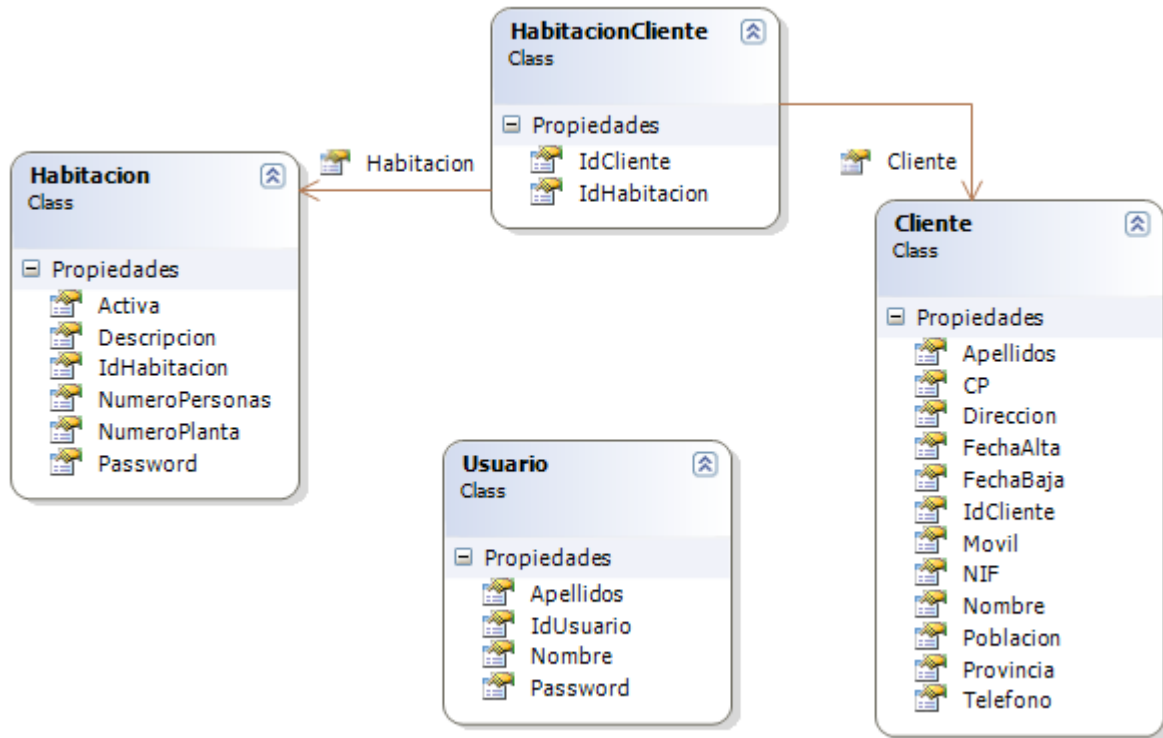 HabitacionCliente
Class
Propiedades
IdCliente
IdHabitacion
Habitacion
Cliente
Habitacion
Class
Propiedades
Activa
Descripcion
IdHabitacion
NumeroPersonas
NumeroPlanta
Password
Usuario
Class
Propiedades
Apellidos
IdUsuario
Nombre
Password
Cliente
Class
Propiedades
Apellidos
CP
Direccion
FechaAlta
FechaBaja
IdCliente
Movil
NIF
Nombre
Poblacion
Provincia
Telefono